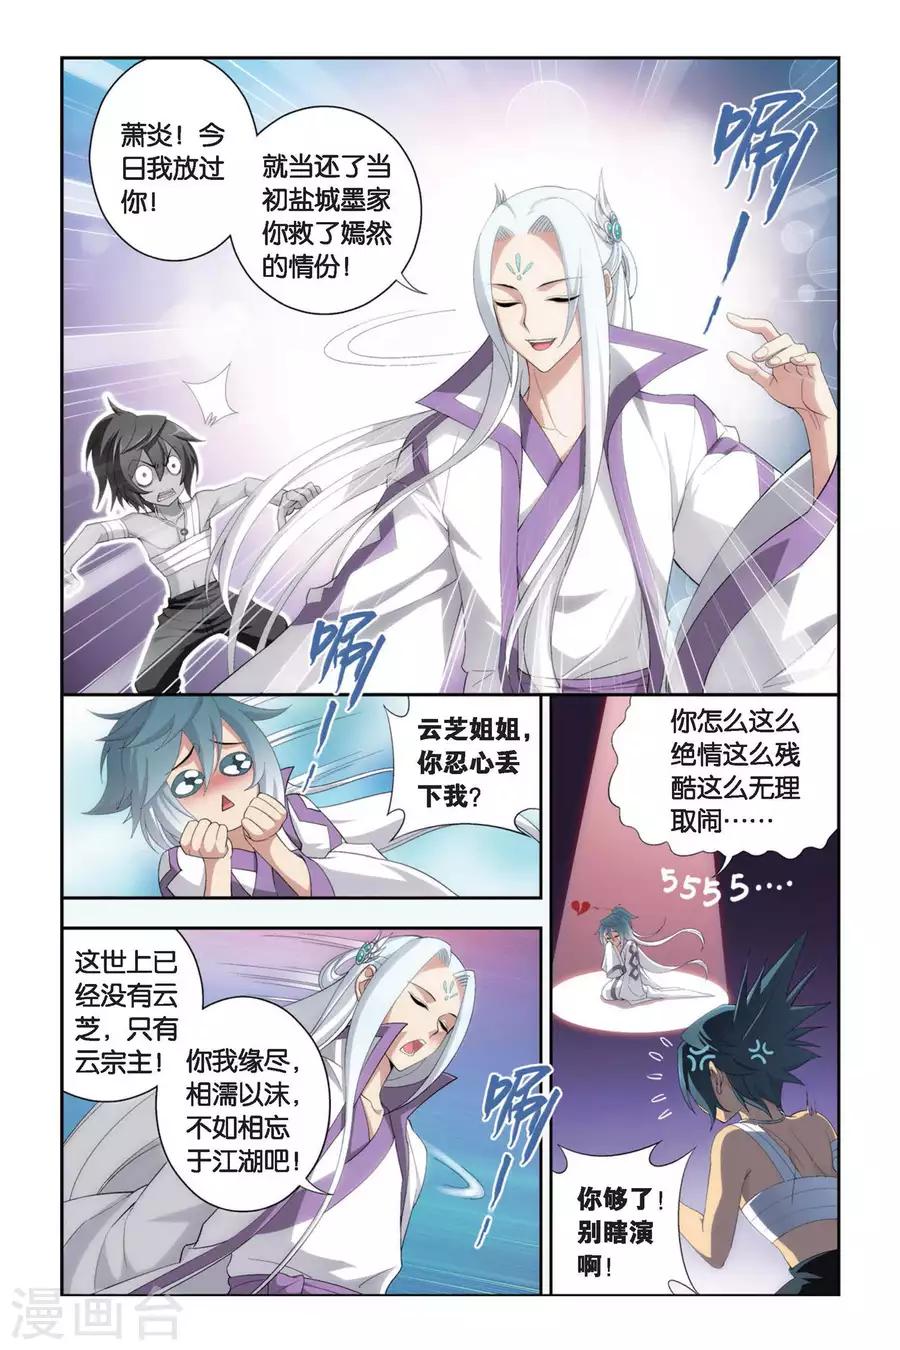 萧炎！今
日我放过
你！
就当还了当
初盐城墨家
你救了嫣然
的情份！
唰！
唰！
云芝姐姐，
你忍心丢
下我？
你怎么这么
绝情这么残
酷这么无理
取闹……
5555….
这世上已
经没有云
芝，只有
云宗主！
你我缘尽，
相濡以沫，
不如相忘
于江湖吧！
唰！
你够了！
别瞎演
啊！
漫画台